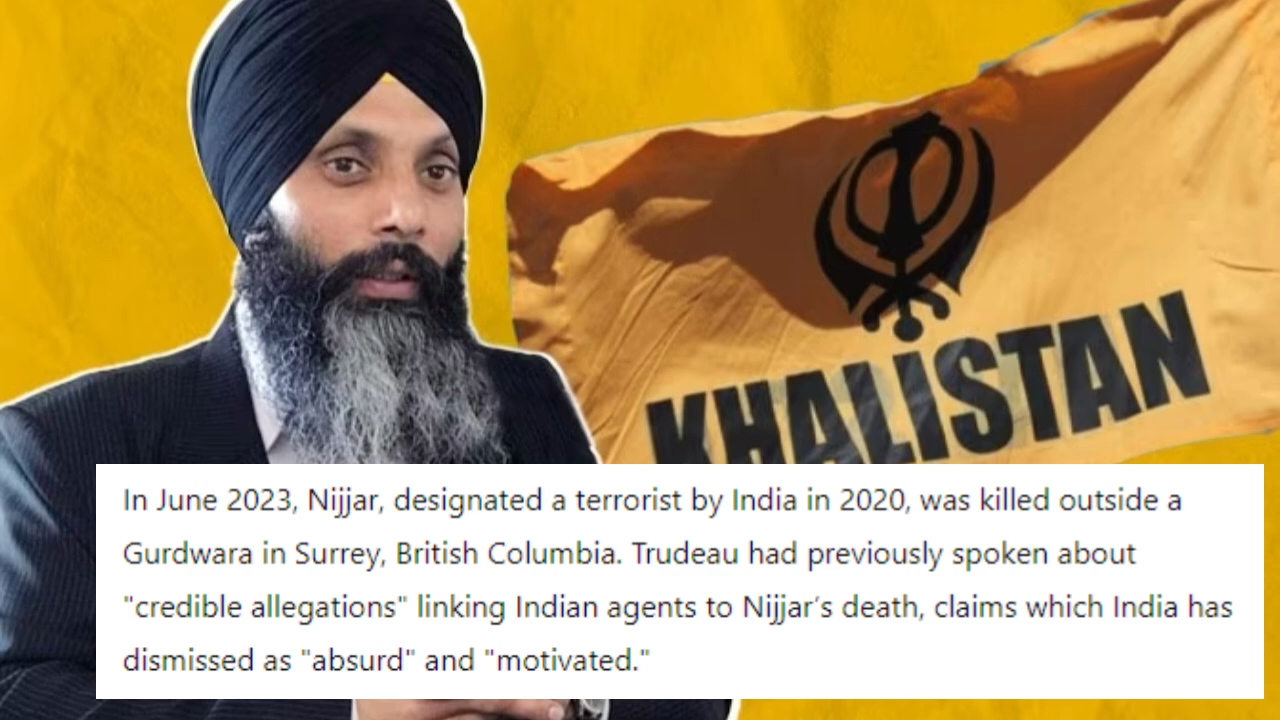 KHALISTAN
In June 2023, Nijjar, designated a terrorist by India in 2020, was killed outside a
Gurdwara in Surrey, British Columbia. Trudeau had previously spoken about
"credible allegations" linking Indian agents to Nijjar's death, claims which India has
dismissed as "absurd" and "motivated."